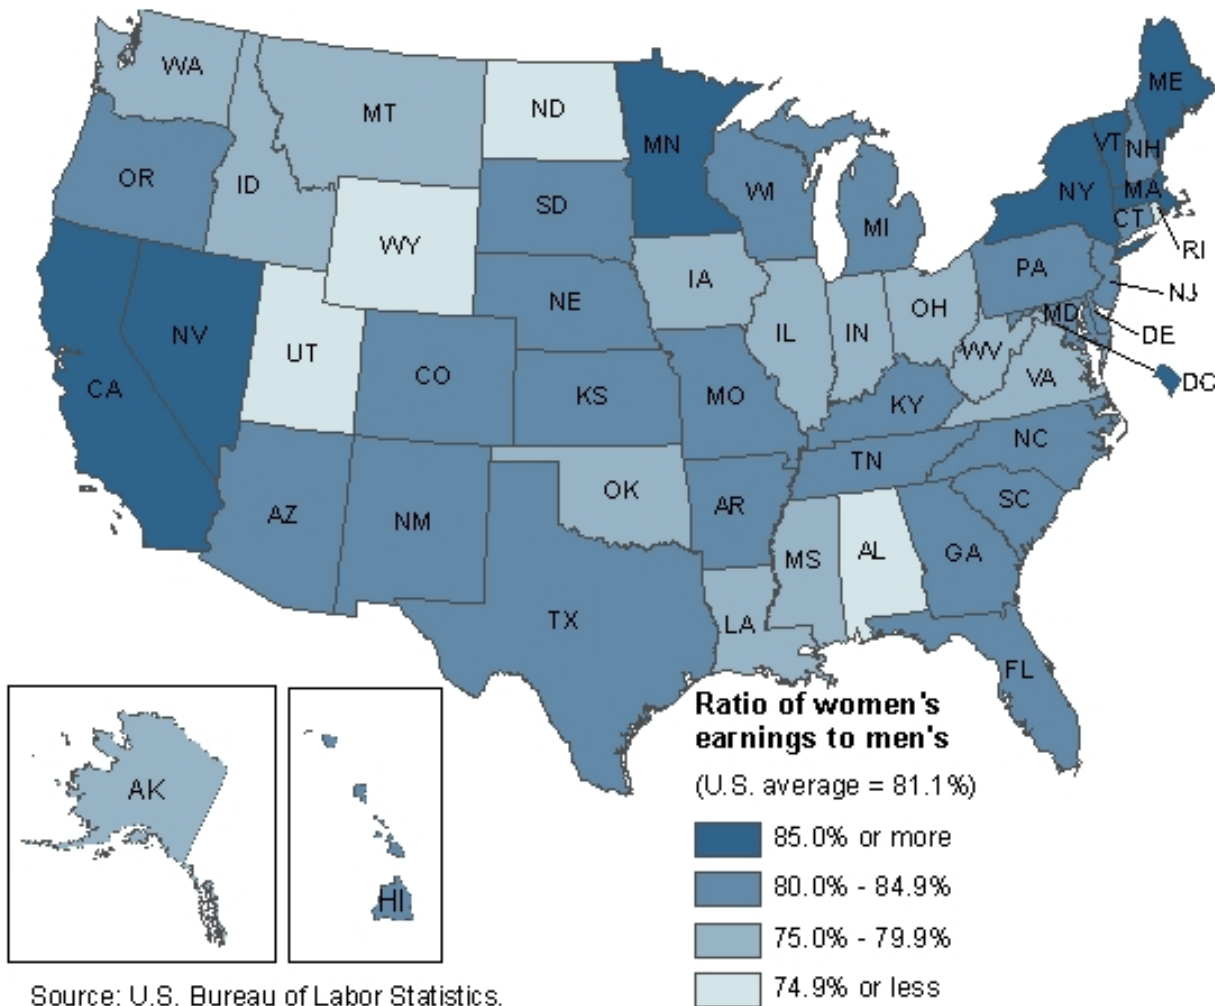 WA
MT
ND
MN
ME
VT
NH
OR
ID
SD
WI
NY
MA
MI
CT
WY
RI
IA
PA
NE
NJ
NV
UT
IL
IN
OH
MD
DE
CO
WV
VA
DC
CA
KS
MO
KY
NC
TN
OK
AZ
NM
AR
SC
MS
AL
GA
TX
LA
FL
AK
HI
Ratio of women's
earnings to men's
(U.S. average = 81.1%)
85.0% or more
80.0% - 84.9%
75.0% - 79.9%
74.9% or less
Source: U.S. Bureau of Labor Statistics.